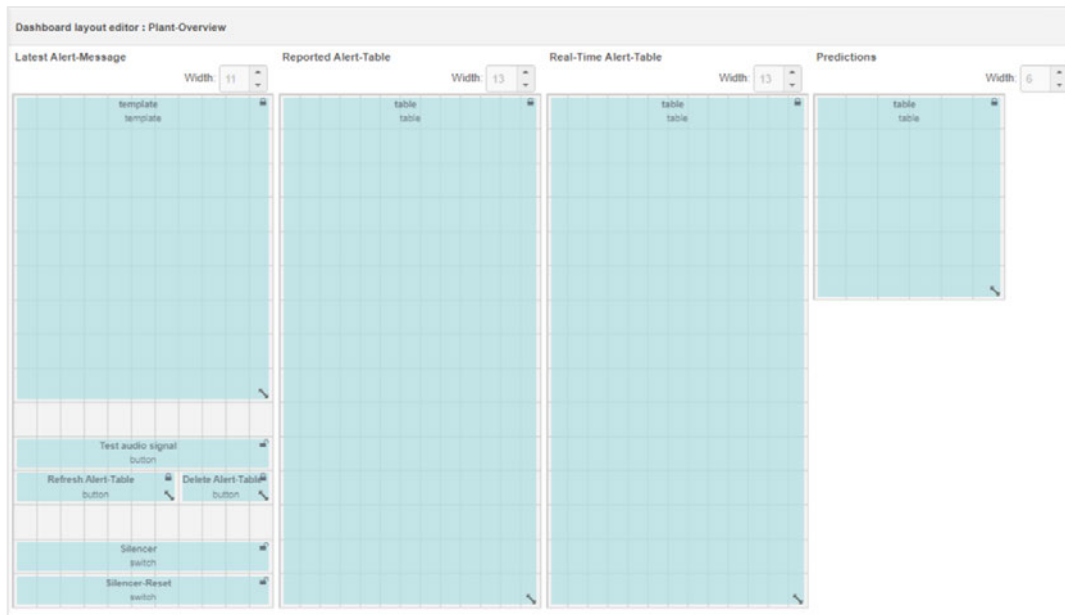 Dashboard layout editor : Plant-Overview
Latest Alert-Message
Width: 11
template
template
Test audio signal
button
Refresh Alert-Table
button
Delete Alert-Table
button
Silencer
switch
Silencer-Reset
switch
Reported Alert-Table
Width: 13
table
table
Real-Time Alert-Table
Width: 13
table
table
Predictions
Width: 6
table
table